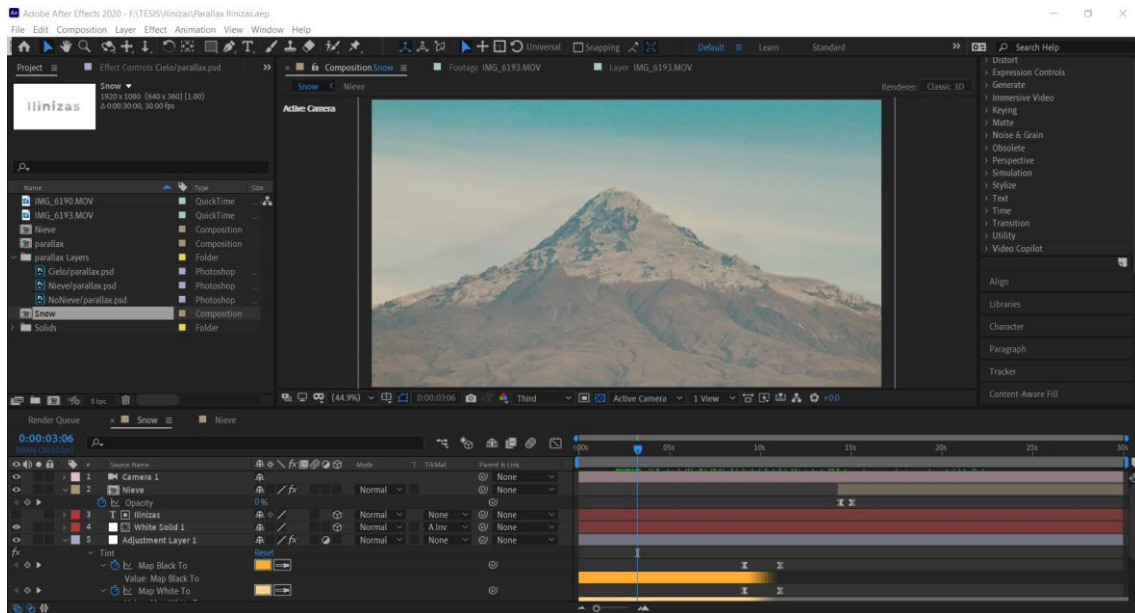 Adobe After Effects 2020 - F:\TESIS\Ilinizas\Parallax Ilinizas.aep
File Edit Composition Layer Effect Animation View Window Help
Universal Snapping Default Learn Standard Search Help
Project Effect Controls Cielo/parallax.psd Composition Snow Footage IMG_6193.MOV Layer IMG_6193.MOV
Snow Nieve Renderer: Classic 3D
Ilinizas
Snow
1920 x 1080 (640 x 360) (1.00)
Δ 0:00:30:00, 30.00 fps
Active Camera
Name Type Size
IMG_6190.MOV QuickTime
IMG_6193.MOV QuickTime
Nieve Composition
parallax Composition
parallax Layers Folder
Cielo/parallax.psd Photoshop
Nieve/parallax.psd Photoshop
NoNieve/parallax.psd Photoshop
Snow Composition
Solids Folder
8 bpc
(44.9%) 0:00:03:06 Third Active Camera 1 View +0.0
Distort
Expression Controls
Generate
Immersive Video
Keying
Matte
Noise & Grain
Obsolete
Perspective
Simulation
Stylize
Text
Time
Transition
Utility
Video Copilot
Align
Libraries
Character
Paragraph
Tracker
Content-Aware Fill
Render Queue Snow Nieve
0:00:03:06
05s 10s 15s 20s 25s 30s
# Source Name Mode T TrkMat Parent & Link
1 Camera 1 None
2 Nieve Normal None
Opacity 0%
3 T Ilinizas Normal None None
4 White Solid 1 Normal A.Inv None
5 Adjustment Layer 1 Normal None None
fx Tint Reset
Map Black To
Value: Map Black To
Map White To